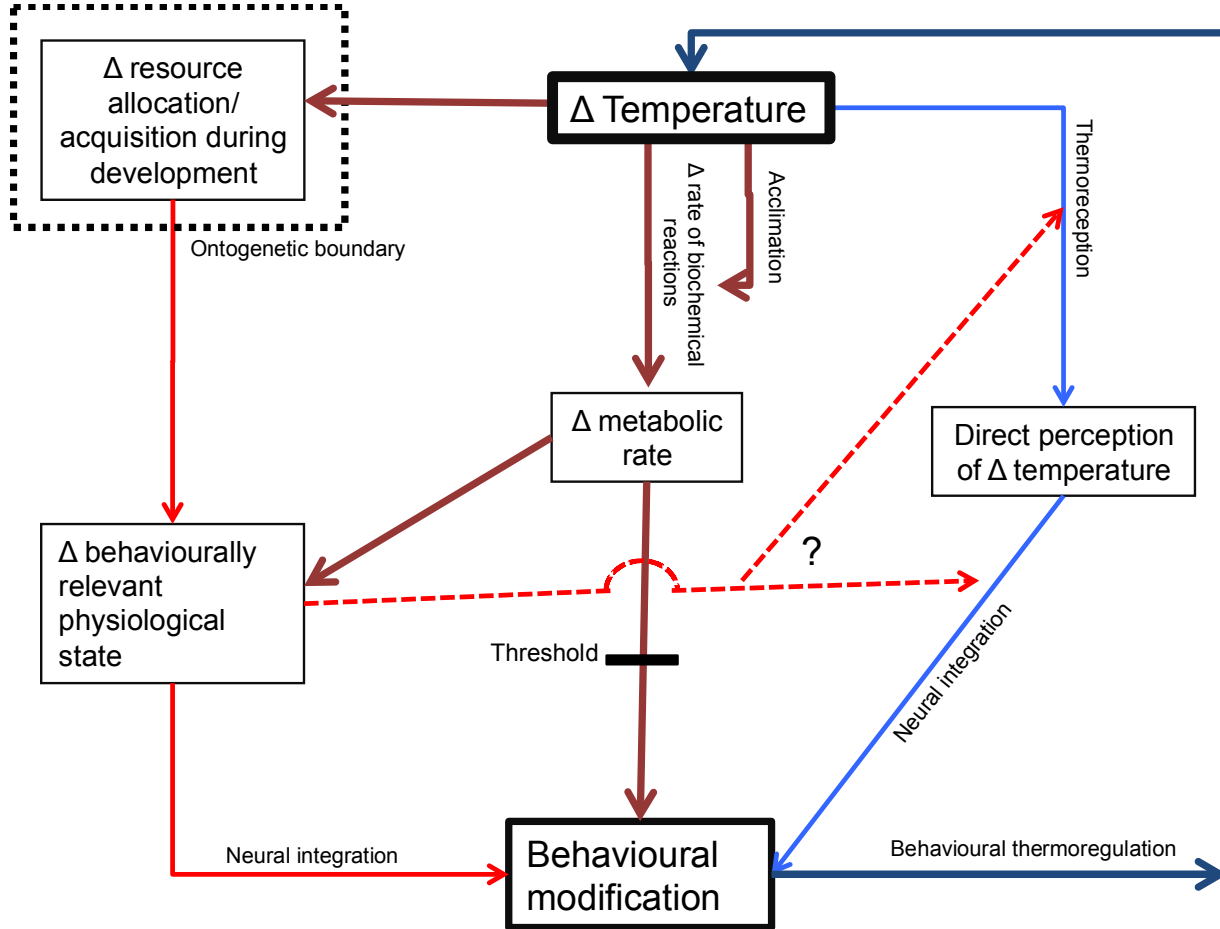 Δ resource
allocation/
acquisition during
development
Δ Temperature
Ontogenetic boundary
Δ rate of biochemical
reactions
Acclimation
Thermoreception
Δ metabolic
rate
Direct perception
of Δ temperature
Δ behaviourally
relevant
physiological
state
?
Threshold
Neural integration
Neural integration
Behavioural
modification
Behavioural thermoregulation